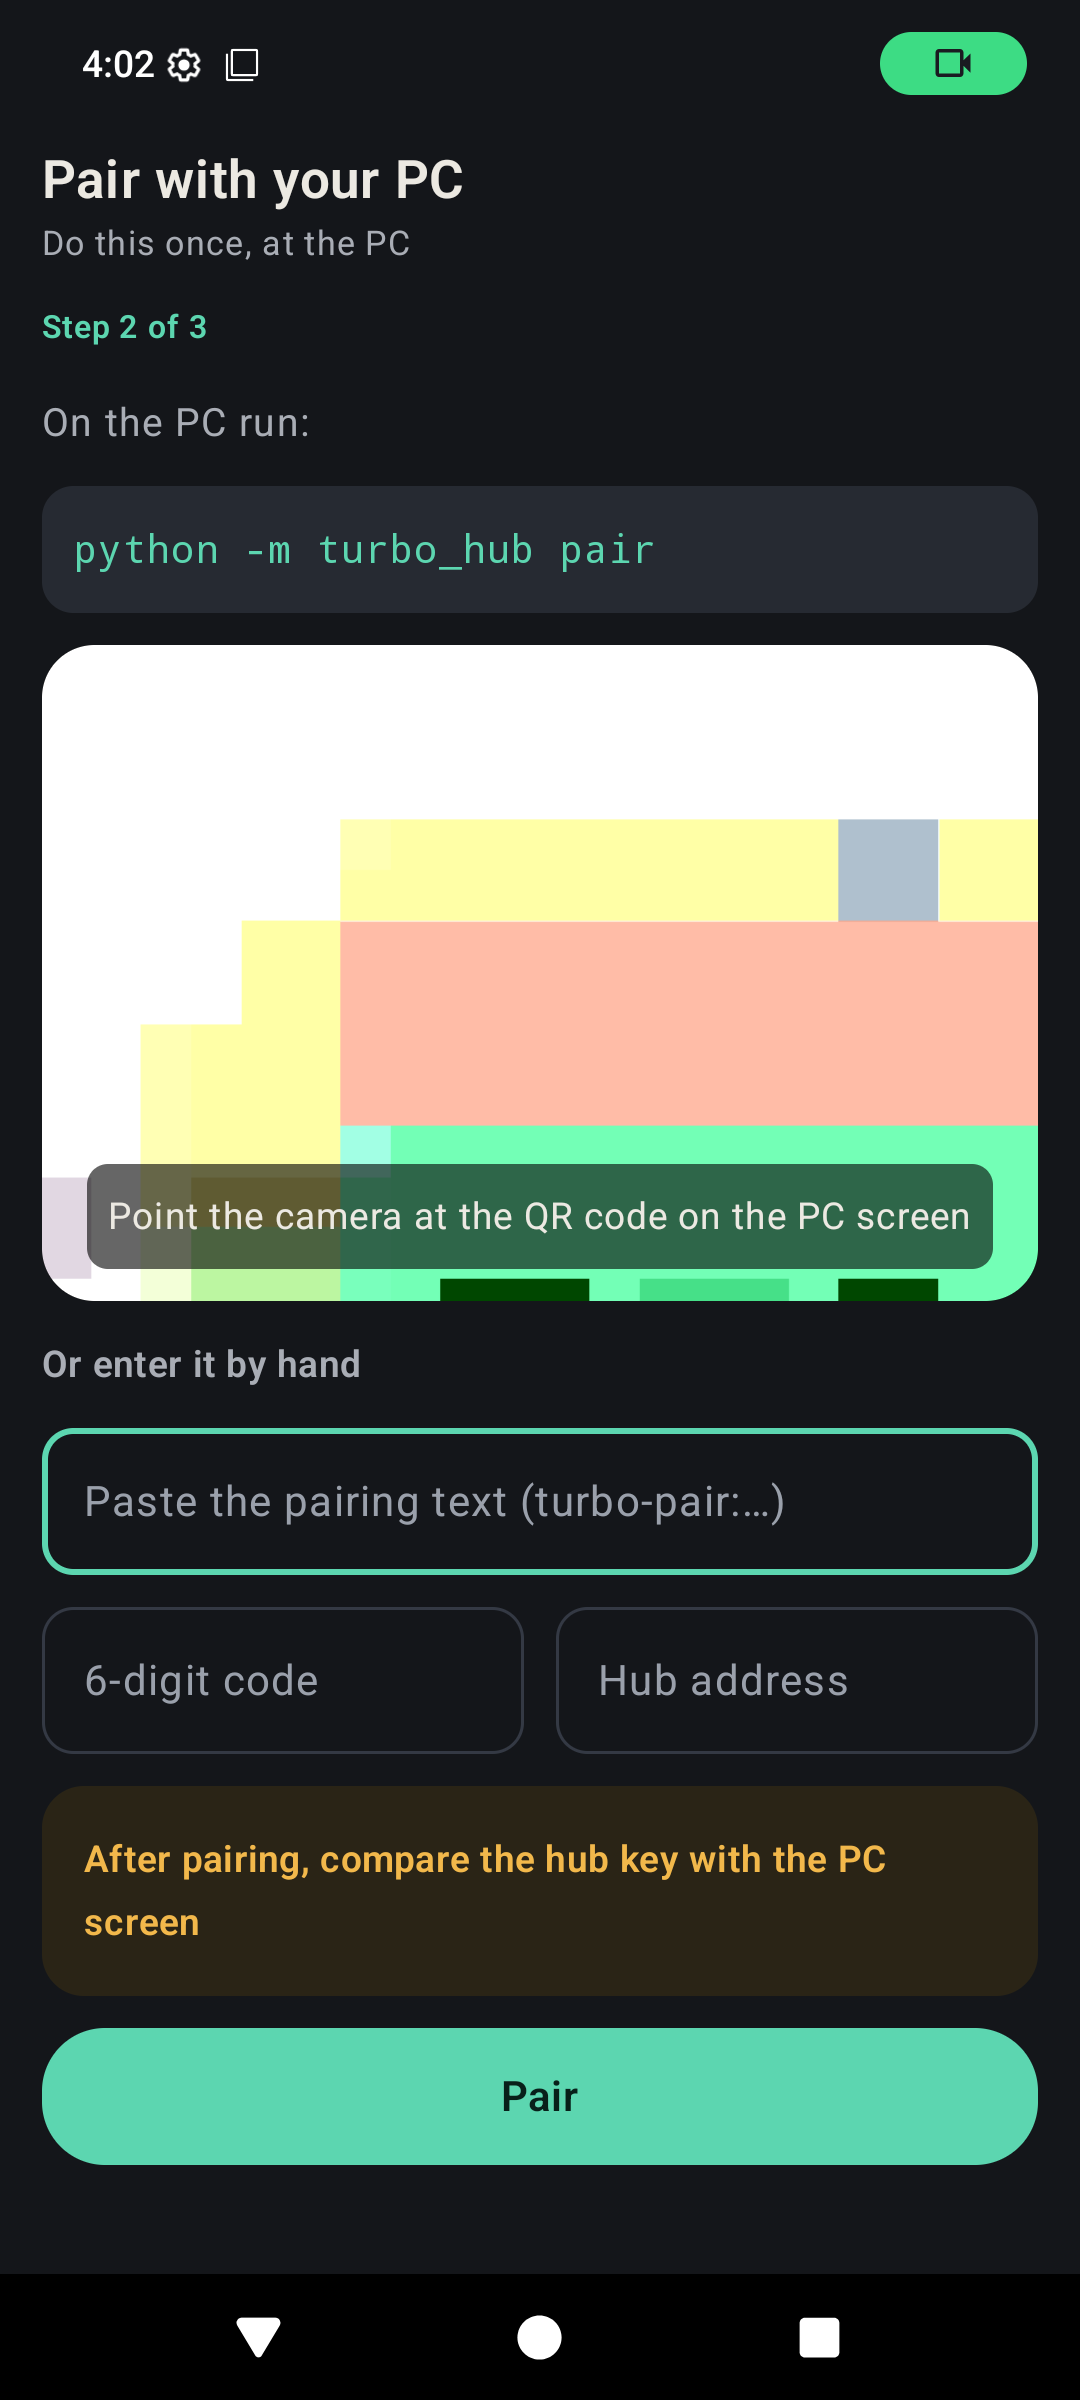 4:02
Pair with your PC
Do this once, at the PC
Step 2 of 3
On the PC run:
python -m turbo_hub pair
Point the camera at the QR code on the PC screen
Or enter it by hand
Paste the pairing text (turbo-pair:…)
6-digit code
Hub address
After pairing, compare the hub key with the PC
screen
Pair